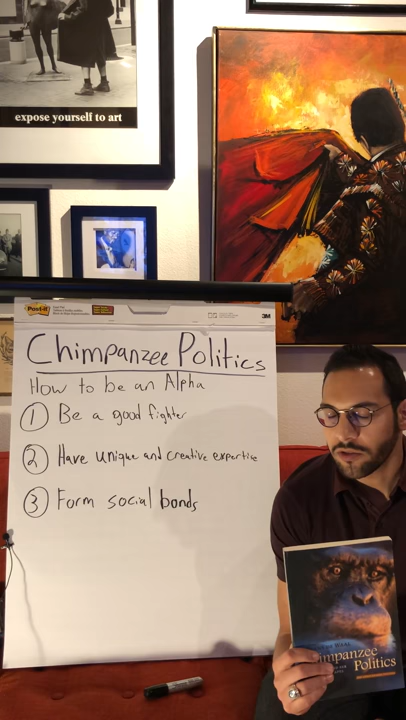 expose yourself to art
Post-it
3M
Chimpanzee Politics
How to be an Alpha
1 Be a good fighter
2 Have unique and creative expertise
3 Form social bonds
Chimpanzee
Politics